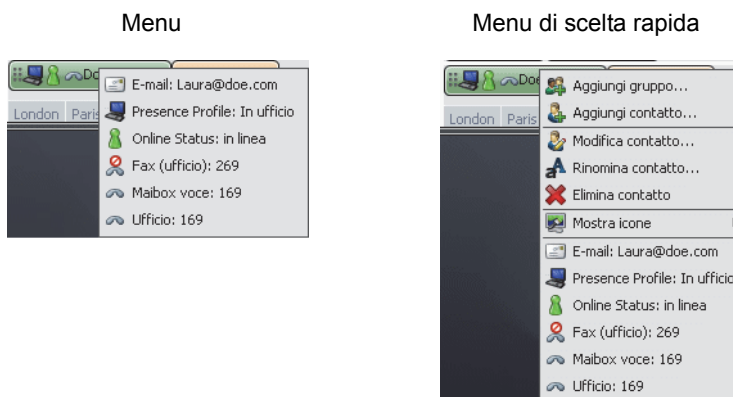 Menu
Menu di scelta rapida
Do
London Paris
E-mail: Laura@doe.com
Presence Profile: In ufficio
Online Status: in linea
Fax (ufficio): 269
Maibox voce: 169
Ufficio: 169
Doe
London Paris
Aggiungi gruppo...
Aggiungi contatto...
Modifica contatto...
Rinomina contatto...
Elimina contatto
Mostra icone
E-mail: Laura@doe.com
Presence Profile: In ufficio
Online Status: in linea
Fax (ufficio): 269
Maibox voce: 169
Ufficio: 169